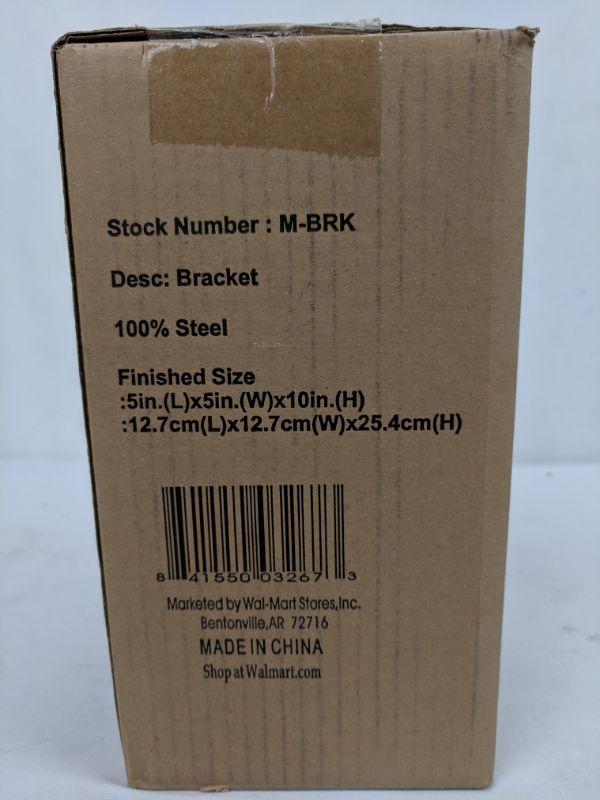 Stock Number : M-BRK
Desc: Bracket
100% Steel
Finished Size
:5in.(L)x5in.(W)x10in.(H)
:12.7cm(L)x12.7cm(W)x25.4cm(H)
8 41550 03267 3
Marketed by Wal-Mart Stores,Inc.
Bentonville,AR 72716
MADE IN CHINA
Shop at Walmart.com